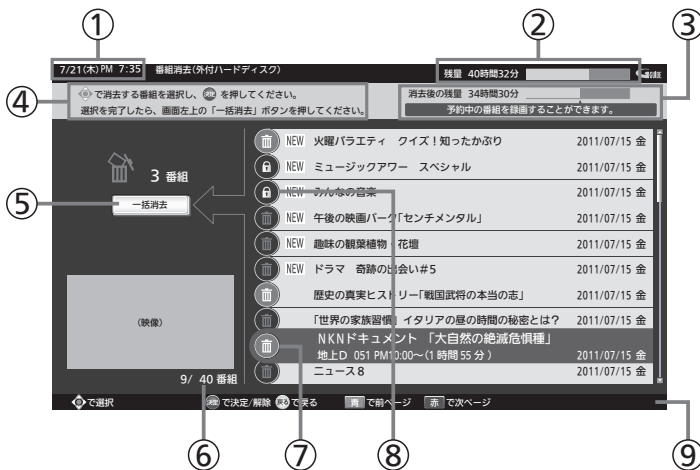 ① ② ③
7/21(木) PM 7:35 番組消去(外付ハードディスク) 残量 40時間32分 GUIDE
④ で消去する番組を選択し、 を押してください。
選択を完了したら、画面左上の「一括消去」ボタンを押してください。
消去後の残量 34時間30分
予約中の番組を録画することができます。
3 番組
⑤ 一括消去
(映像)
9/ 40 番組
NEW 火曜バラエティ クイズ!知ったかぶり 2011/07/15 金
NEW ミュージックアワー スペシャル 2011/07/15 金
NEW みんなの音楽 2011/07/15 金
NEW 午後の映画パーク「センチメンタル」 2011/07/15 金
NEW 趣味の観葉植物・花壇 2011/07/15 金
NEW ドラマ 奇跡の出会い#5 2011/07/15 金
歴史の真実ヒストリー「戦国武将の本当の志」 2011/07/15 金
「世界の家族習慣」イタリアの昼の時間の秘密とは? 2011/07/15 金
NKNドキュメント 「大自然の絶滅危惧種」
地上D 051 PM10:00~(1時間55分)
ニュース8 2011/07/15 金
で選択 決定 で決定/解除 戻る で戻る 青 で前ページ 赤 で次ページ
⑥ ⑦ ⑧ ⑨